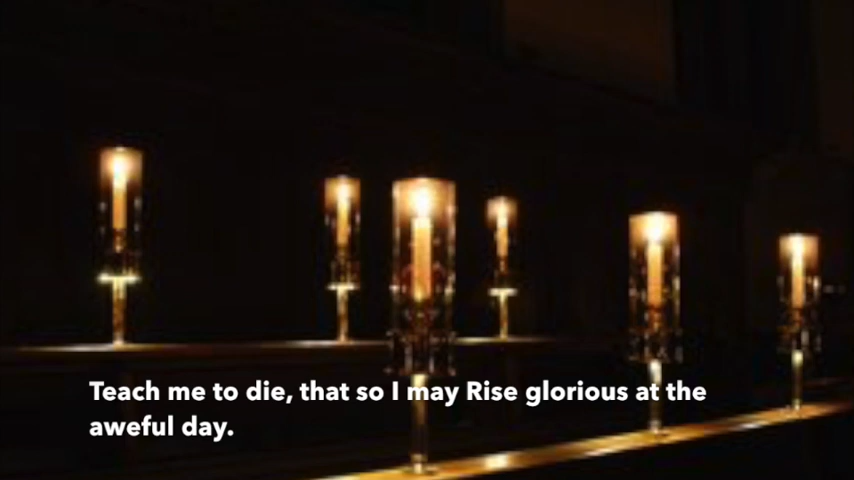 Teach me to die, that so I may Rise glorious at the
aweful day.